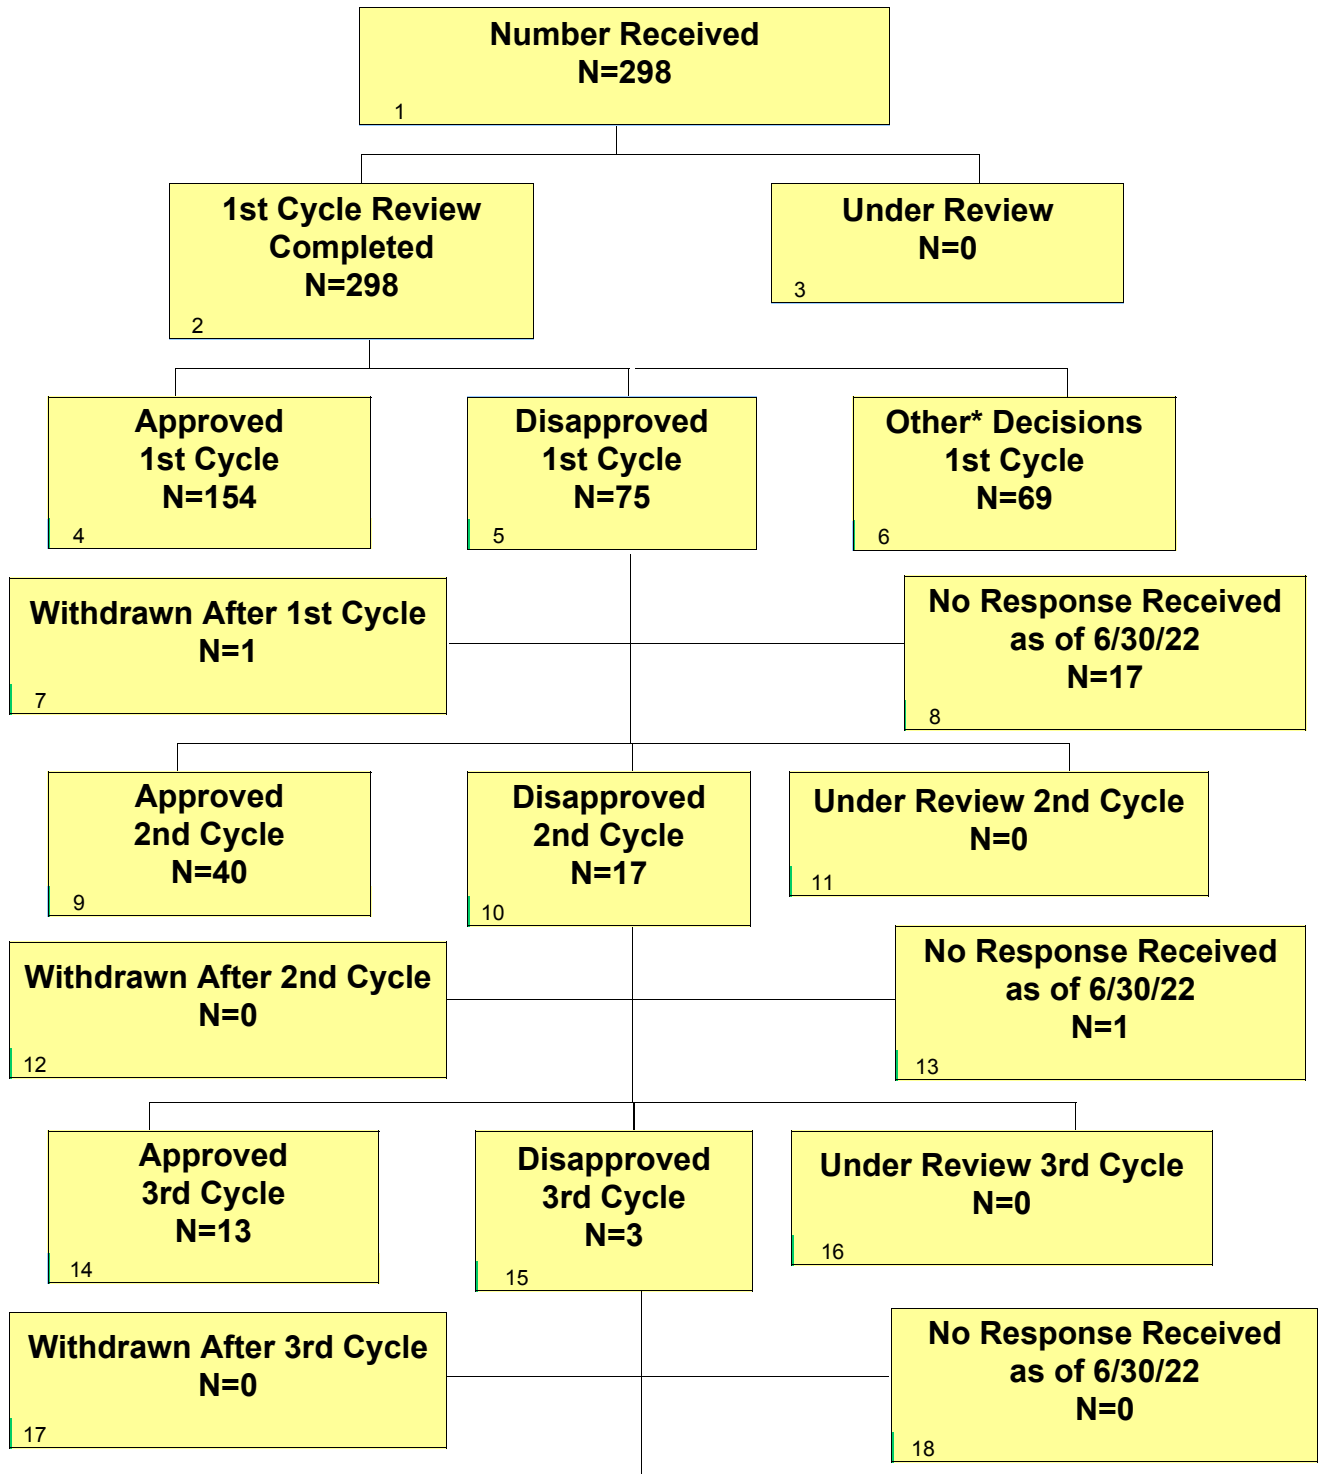 Number Received
N=298
1
1st Cycle Review
Completed
N=298
2
Under Review
N=0
3
Approved
1st Cycle
N=154
4
Disapproved
1st Cycle
N=75
5
Other* Decisions
1st Cycle
N=69
6
Withdrawn After 1st Cycle
N=1
7
No Response Received
as of 6/30/22
N=17
8
Approved
2nd Cycle
N=40
9
Disapproved
2nd Cycle
N=17
10
Under Review 2nd Cycle
N=0
11
Withdrawn After 2nd Cycle
N=0
12
No Response Received
as of 6/30/22
N=1
13
Approved
3rd Cycle
N=13
14
Disapproved
3rd Cycle
N=3
15
Under Review 3rd Cycle
N=0
16
Withdrawn After 3rd Cycle
N=0
17
No Response Received
as of 6/30/22
N=0
18